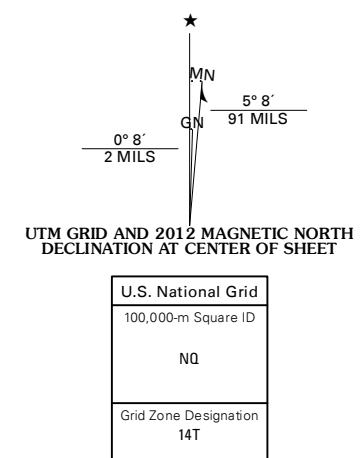 ★
MN
5° 8´
GN
91 MILS
0° 8´
2 MILS
UTM GRID AND 2012 MAGNETIC NORTH
DECLINATION AT CENTER OF SHEET
U.S. National Grid
100,000-m Square ID
NQ
Grid Zone Designation
14T